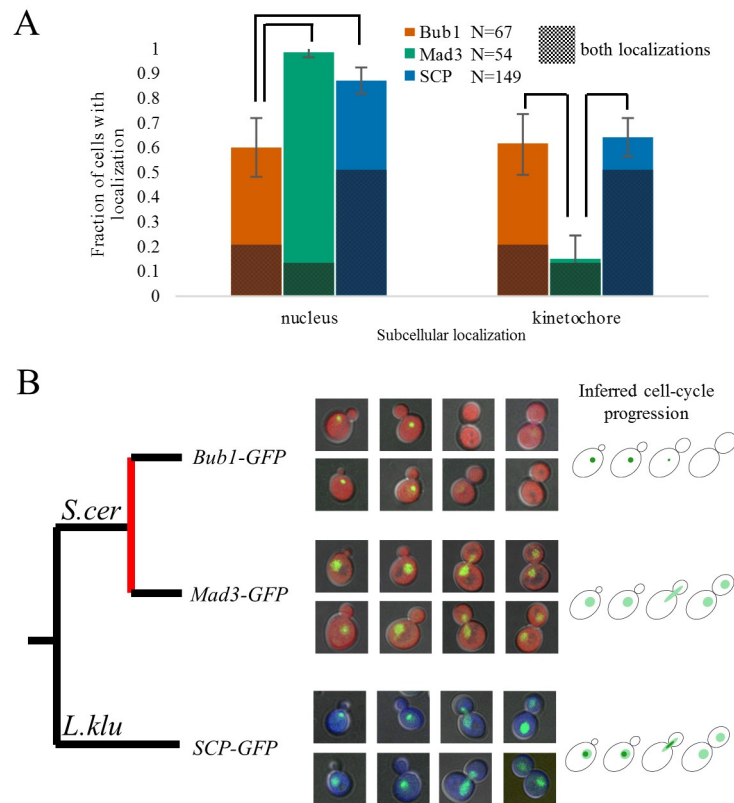 A
Bub1 N=67
Mad3 N=54
SCP N=149
both localizations
Fraction of cells with
localization
1
0.9
0.8
0.7
0.6
0.5
0.4
0.3
0.2
0.1
0
nucleus
kinetochore
Subcellular localization
B
Inferred cell-cycle
progression
S.cer
Bub1-GFP
Mad3-GFP
L.klu
SCP-GFP